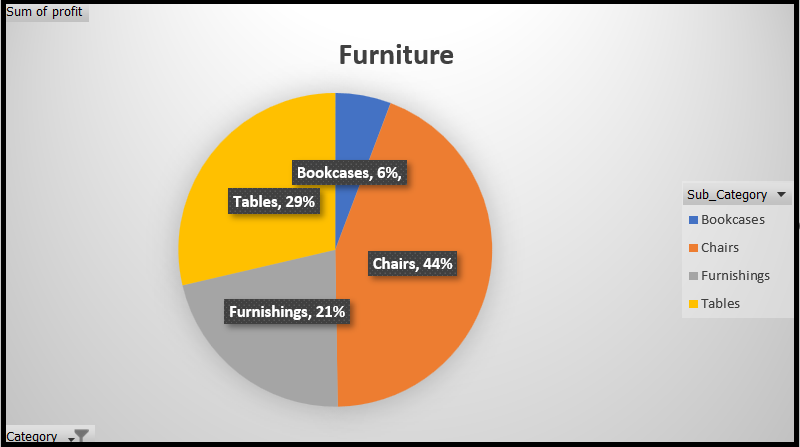 Sum of profit
Furniture
Bookcases, 6%,
Tables, 29%
Chairs, 44%
Furnishings, 21%
Sub_Category
Bookcases
Chairs
Furnishings
Tables
Category